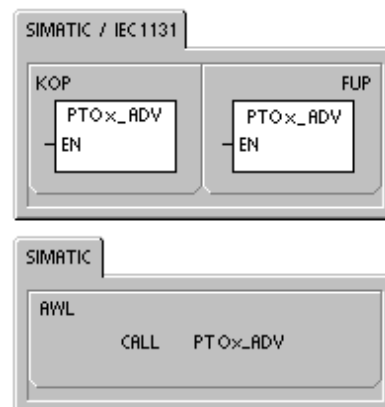 SIMATIC / IEC1131
KOP FUP
PTOx_ADV PTOx_ADV
EN EN
SIMATIC
AWL
CALL PTOx_ADV